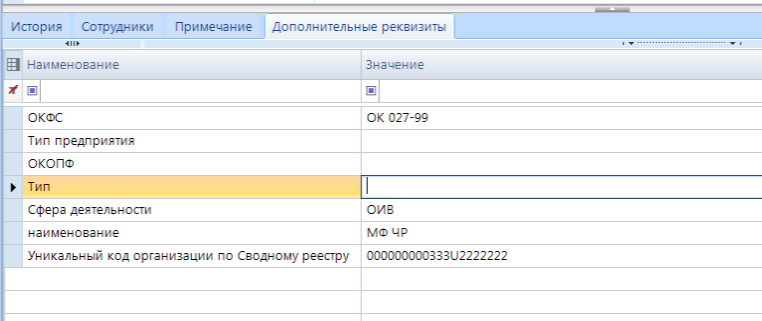 История Сотрудники Примечание Дополнительные реквизиты
Наименование Значение
ОКФС ОК 027-99
Тип предприятия
ОКОПФ
Тип
Сфера деятельности ОИВ
наименование МФ ЧР
Уникальный код организации по Сводному реестру 000000000333U2222222